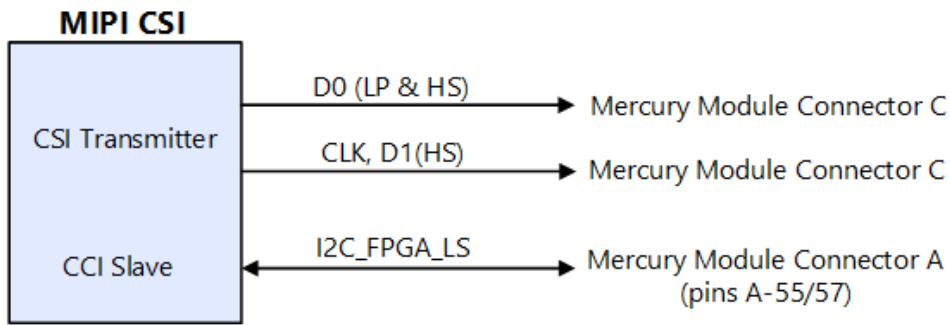 MIPI CSI
D0 (LP & HS)
Mercury Module Connector C
CSI Transmitter
CLK, D1(HS)
Mercury Module Connector C
I2C_FPGA_LS
CCI Slave
Mercury Module Connector A
(pins A-55/57)